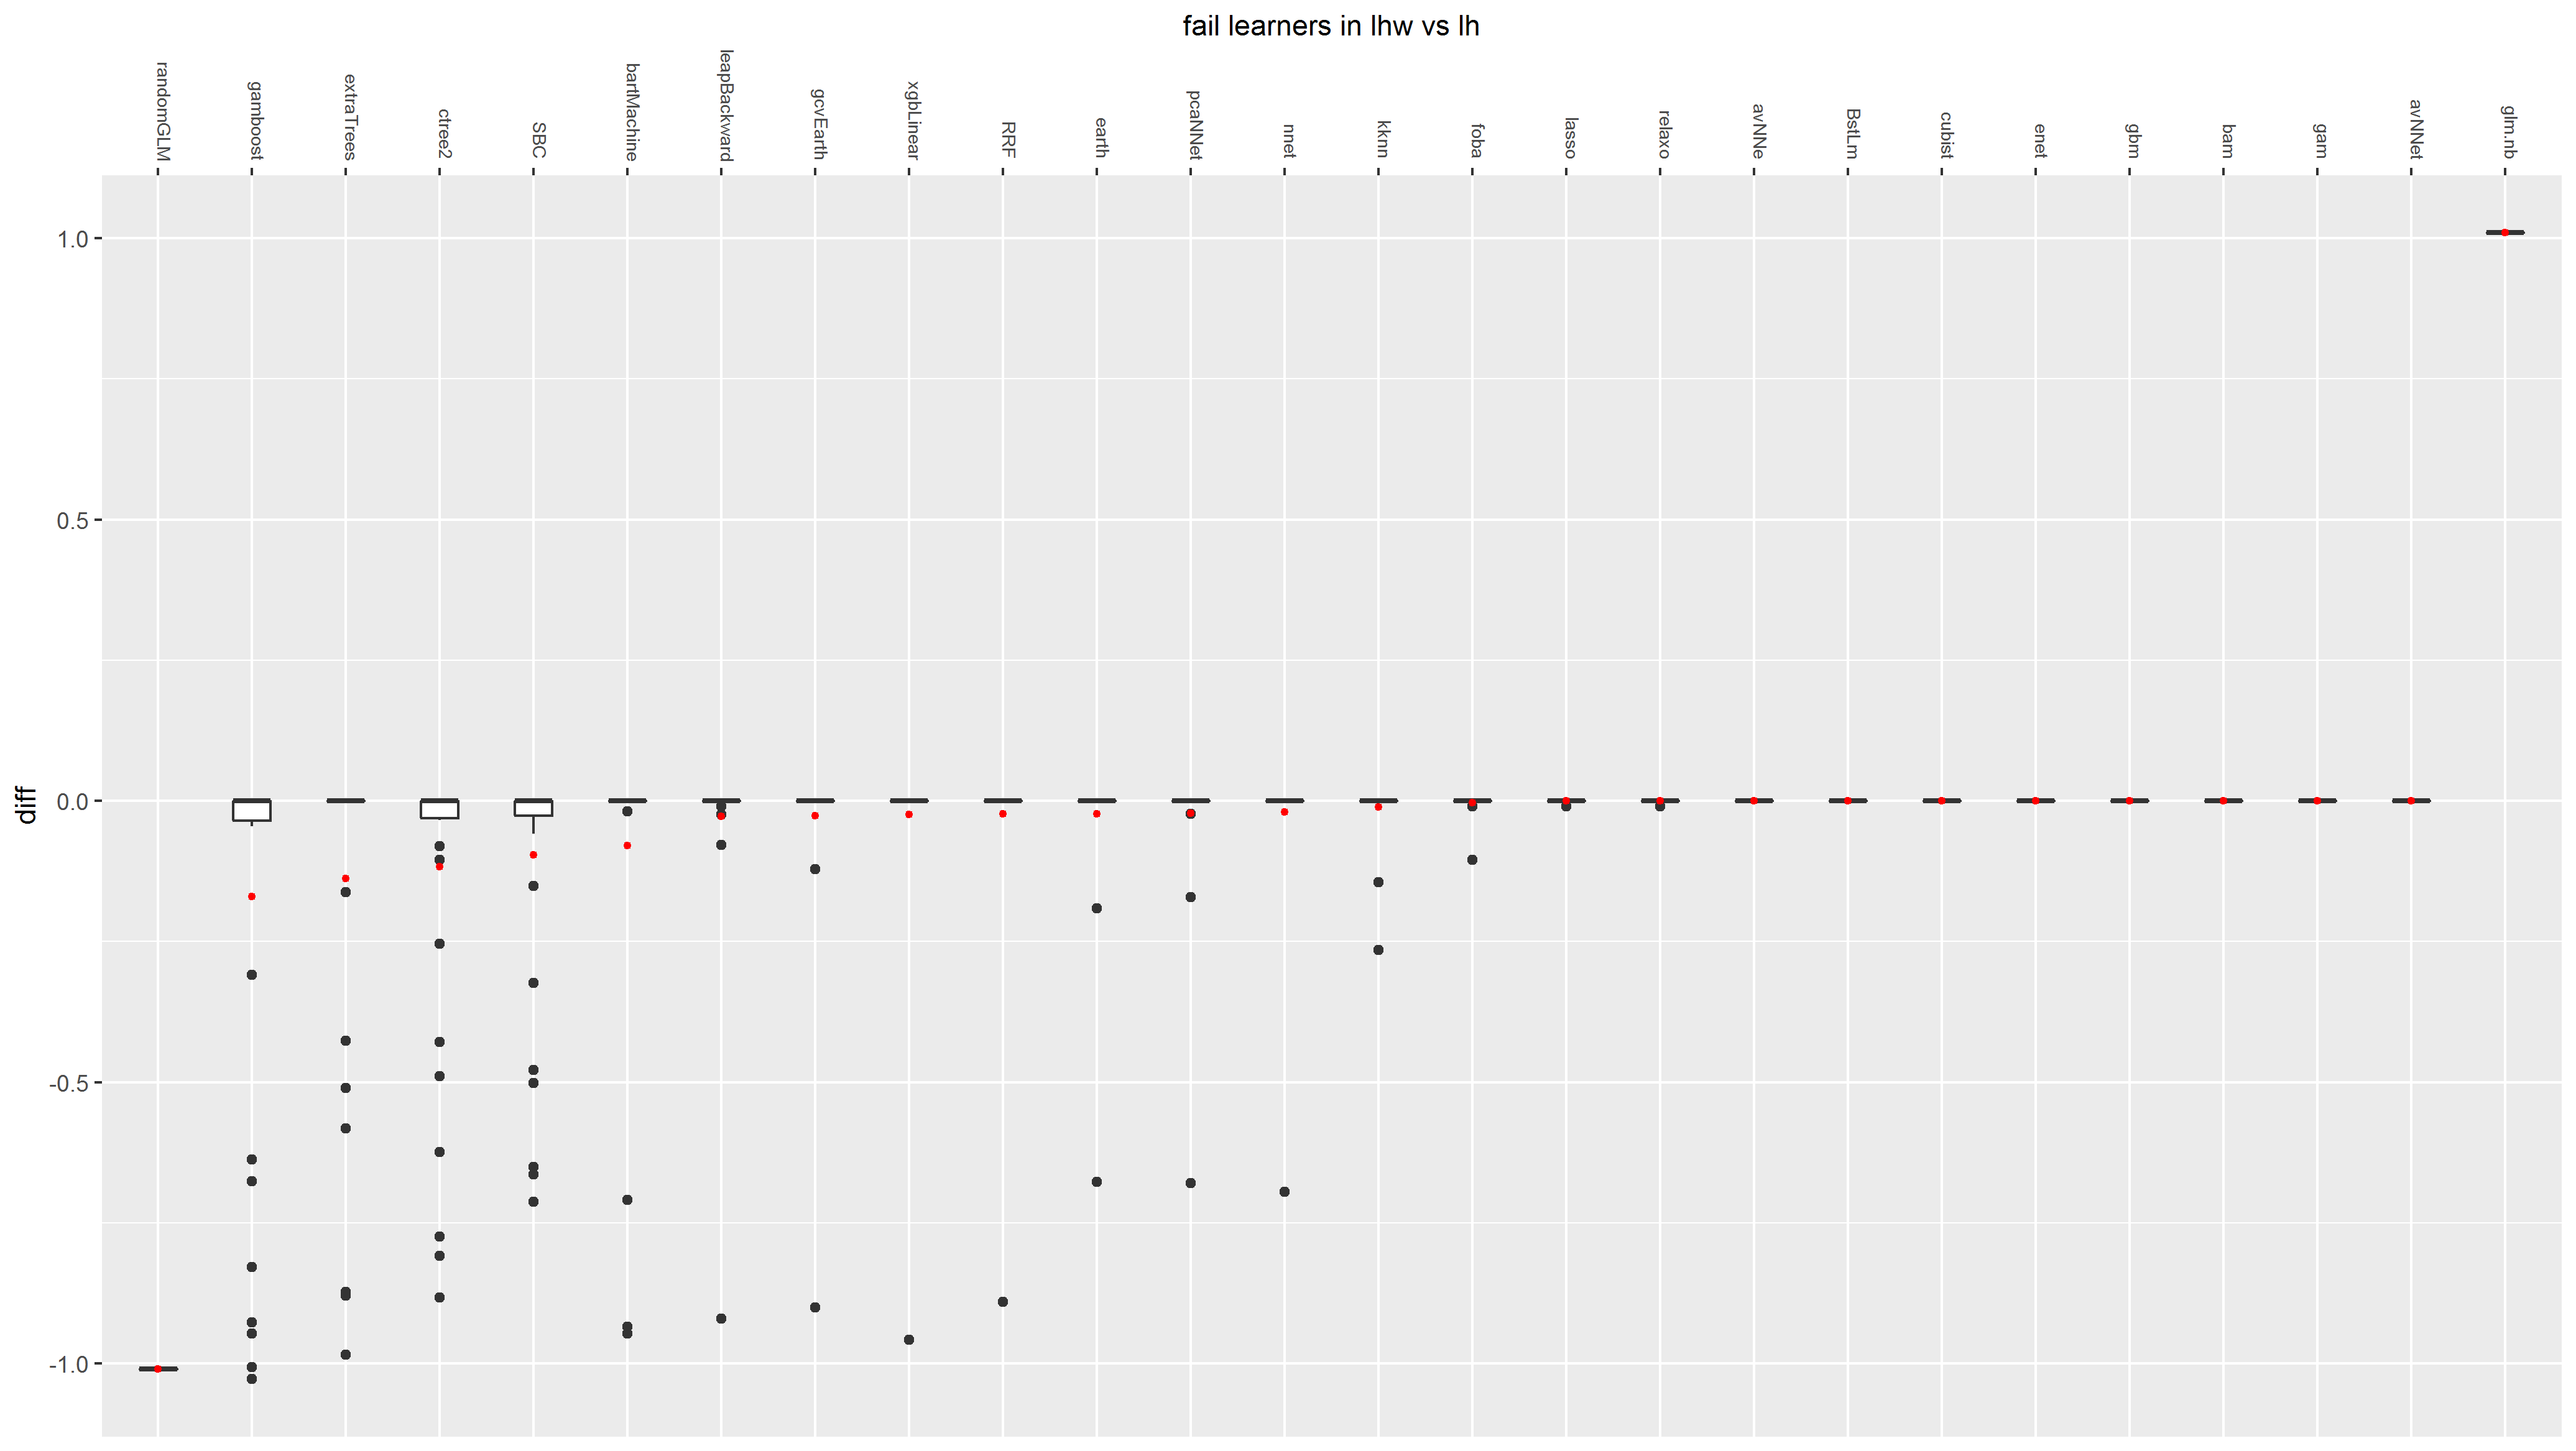 fail learners in lhw vs lh
randomGLM
gamboost
extraTrees
ctree2
SBC
bartMachine
leapBackward
gcvEarth
xgbLinear
RRF
earth
pcaNNet
nnet
kknn
foba
lasso
relaxo
avNNe
BstLm
cubist
enet
gbm
bam
gam
avNNet
glm.nb
1.0
0.5
0.0
-0.5
-1.0
diff